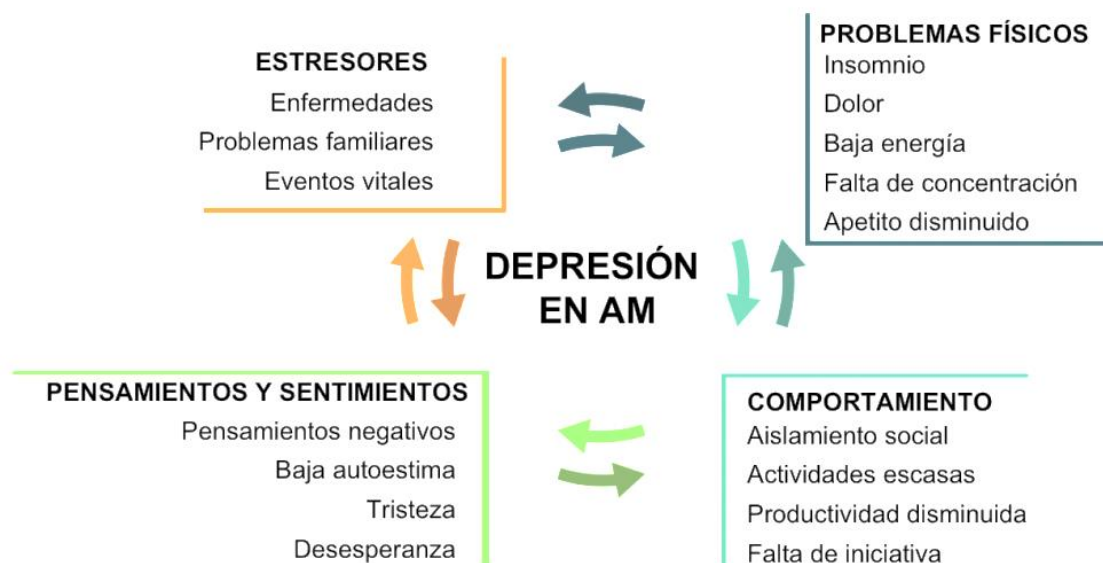 ESTRESORES
Enfermedades
Problemas familiares
Eventos vitales
PROBLEMAS FÍSICOS
Insomnio
Dolor
Baja energía
Falta de concentración
Apetito disminuido
DEPRESIÓN
EN AM
PENSAMIENTOS Y SENTIMIENTOS
Pensamientos negativos
Baja autoestima
Tristeza
Desesperanza
COMPORTAMIENTO
Aislamiento social
Actividades escasas
Productividad disminuida
Falta de iniciativa